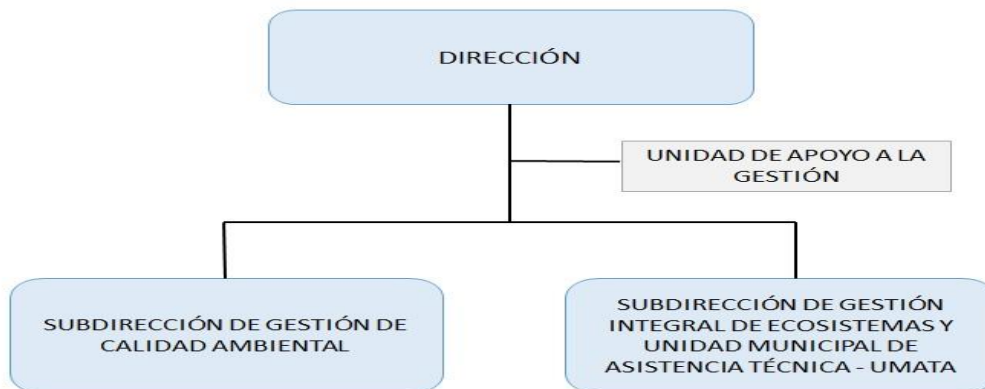 DIRECCIÓN
UNIDAD DE APOYO A LA
GESTIÓN
SUBDIRECCIÓN DE GESTIÓN DE
CALIDAD AMBIENTAL
SUBDIRECCIÓN DE GESTIÓN
INTEGRAL DE ECOSISTEMAS Y
UNIDAD MUNICIPAL DE
ASISTENCIA TÉCNICA - UMATA